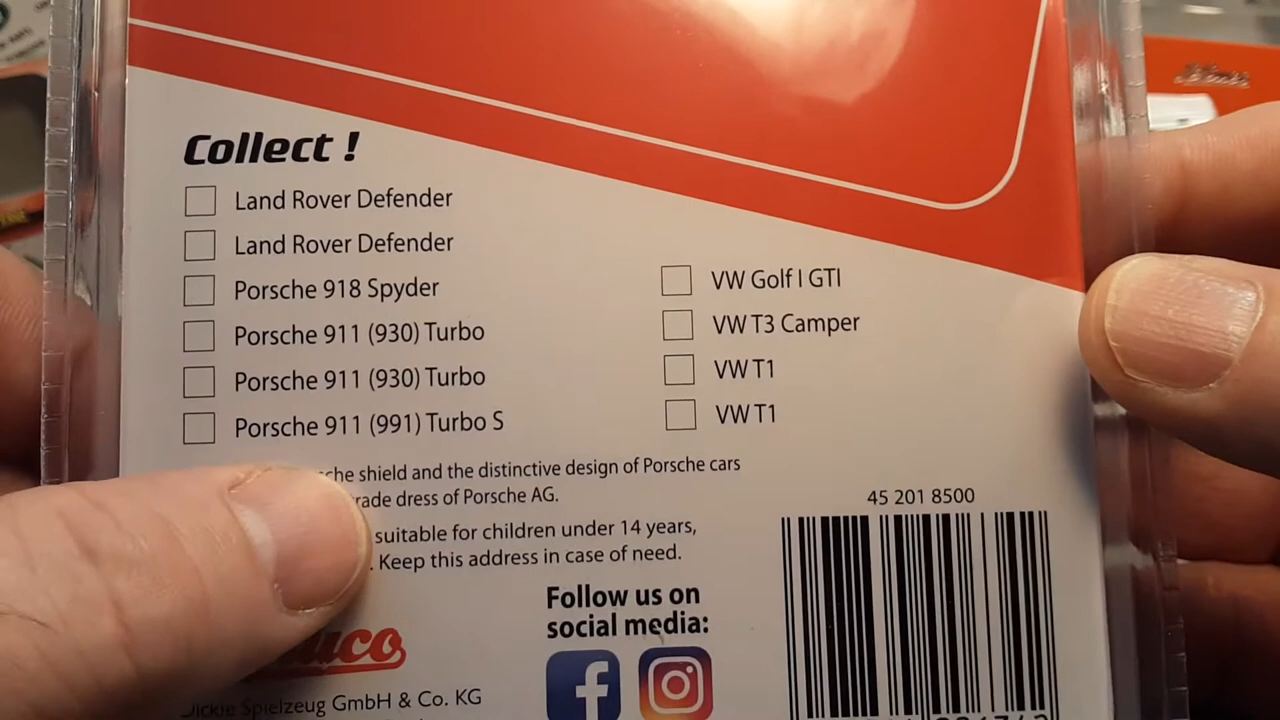 Collect !
Land Rover Defender
Land Rover Defender
Porsche 918 Spyder
Porsche 911 (930) Turbo
Porsche 911 (930) Turbo
Porsche 911 (991) Turbo S
VW Golf I GTI
VW T3 Camper
VW T1
VW T1
shield and the distinctive design of Porsche cars
dress of Porsche AG.
suitable for children under 14 years,
. Keep this address in case of need.
45 201 8500
Follow us on
social media:
Spielzeug GmbH & Co. KG